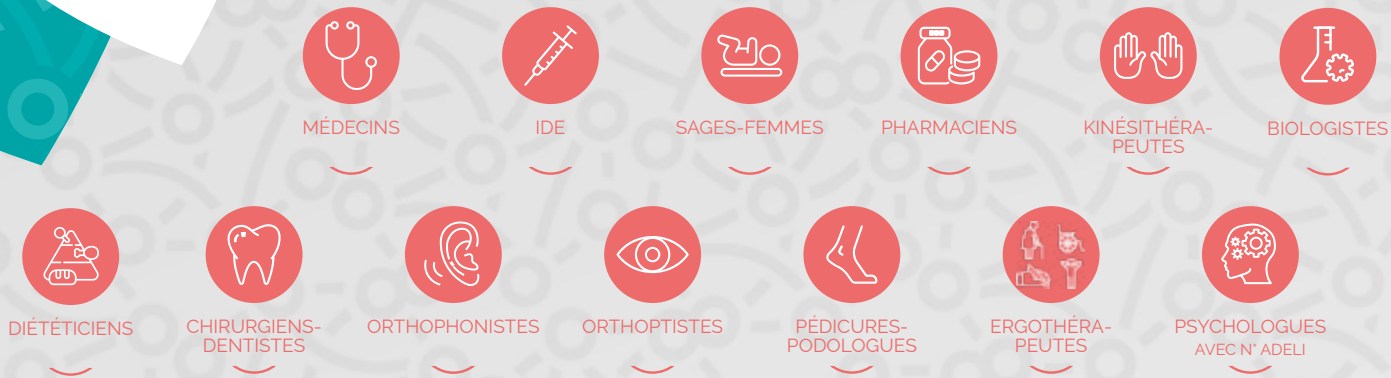 MÉDECINS
IDE
SAGES-FEMMES
PHARMACIENS
KINÉSITHÉRA-
PEUTES
BIOLOGISTES
DIÉTÉTICIENS
CHIRURGIENS-
DENTISTES
ORTHOPHONISTES
ORTHOPTISTES
PÉDICURES-
PODOLOGUES
ERGOTHÉRA-
PEUTES
PSYCHOLOGUES
AVEC N° ADELI